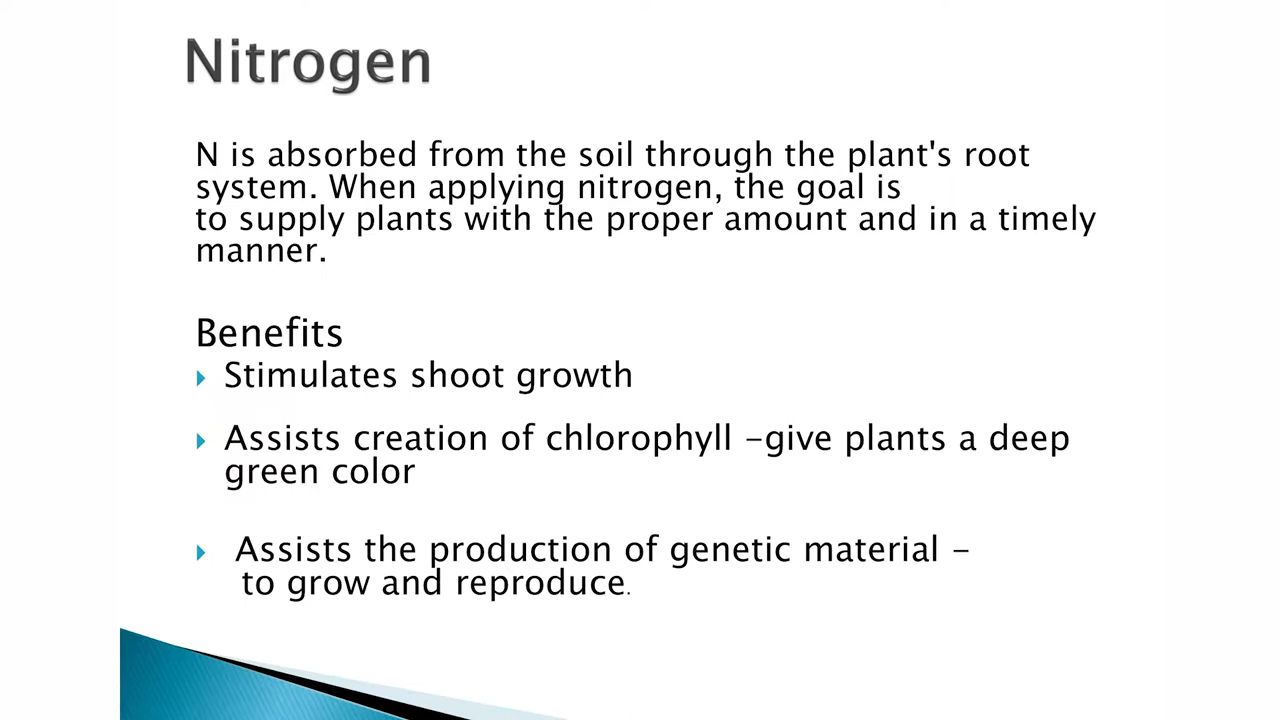 Nitrogen
N is absorbed from the soil through the plant's root
system. When applying nitrogen, the goal is
to supply plants with the proper amount and in a timely
manner.
Benefits
Stimulates shoot growth
Assists creation of chlorophyll -give plants a deep
green color
Assists the production of genetic material -
to grow and reproduce.